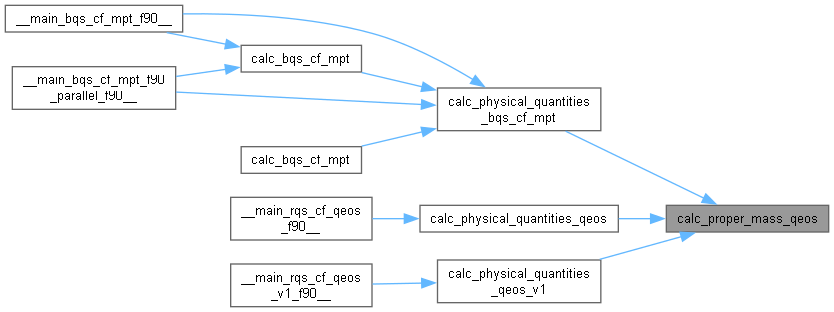 __main_bqs_cf_mpt_f90__
calc_bqs_cf_mpt
__main_bqs_cf_mpt_f90
_parallel_f90__
calc_physical_quantities
_bqs_cf_mpt
calc_bqs_cf_mpt
__main_rqs_cf_qeos
_f90__
calc_physical_quantities_qeos
calc_proper_mass_qeos
__main_rqs_cf_qeos
_v1_f90__
calc_physical_quantities
_qeos_v1